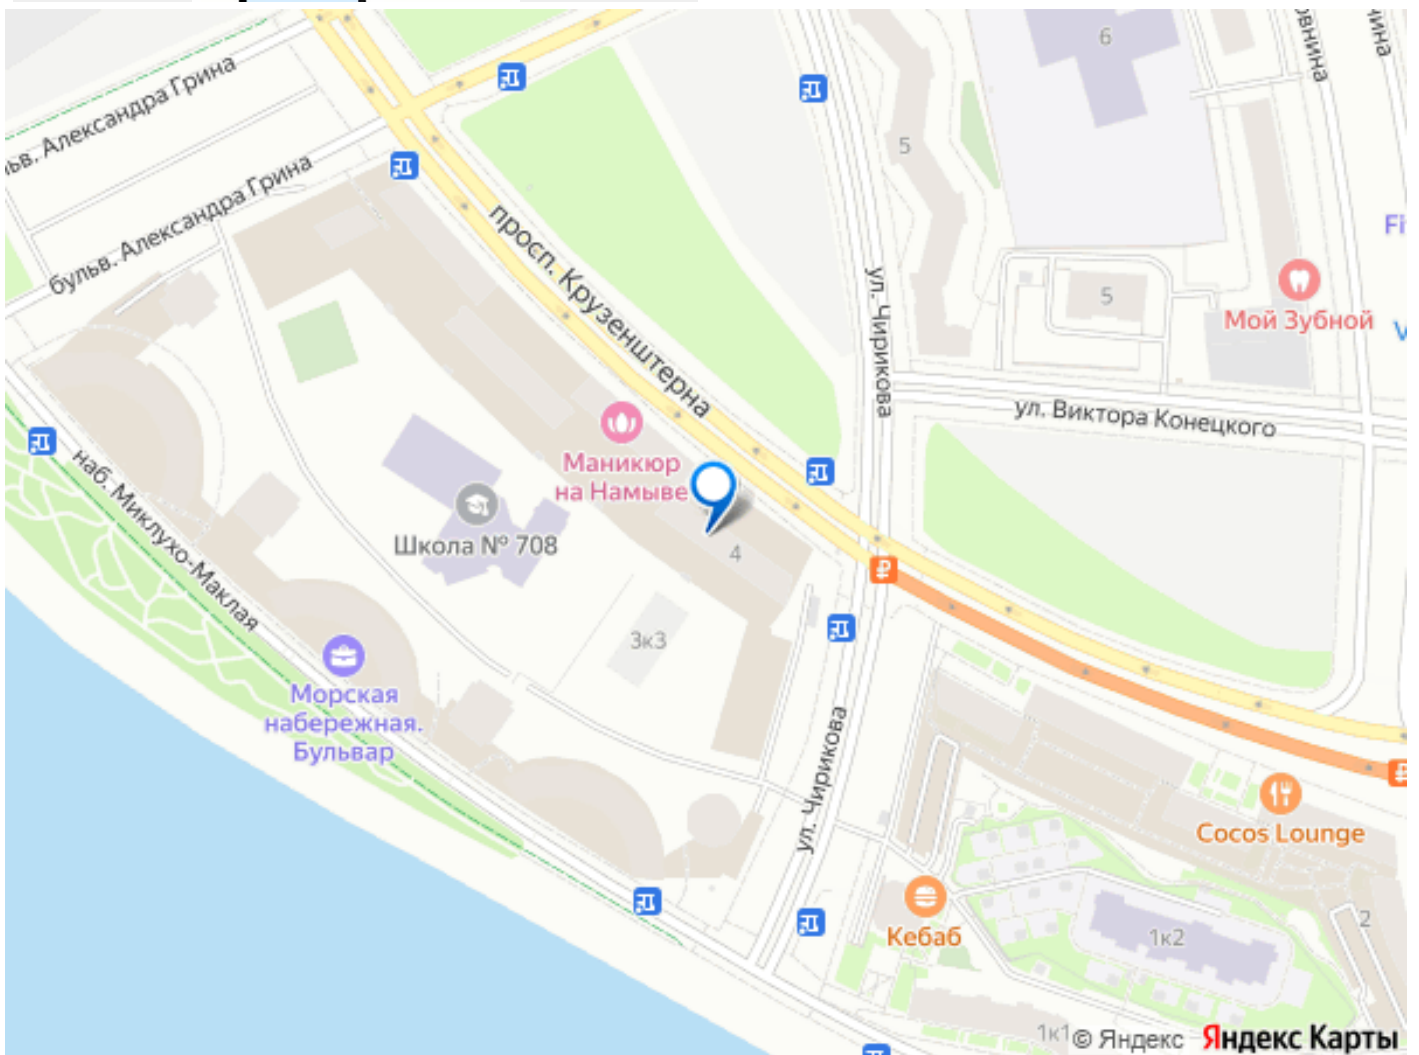 бульв. Александра Грина
бульв. Александра Грина
просп. Крузенштерна
6
5
ул. Чирикова
5
Мой Зубной
Fi
V
ул. Виктора Конецкого
Маникюр
на Намыве
Школа № 708
4
наб. Миклухо-Маклая
3к3
Морская
набережная.
Бульвар
ул. Чирикова
Cocos Lounge
Кебаб
1к2
2
1к1
© Яндекс Яндекс Карты